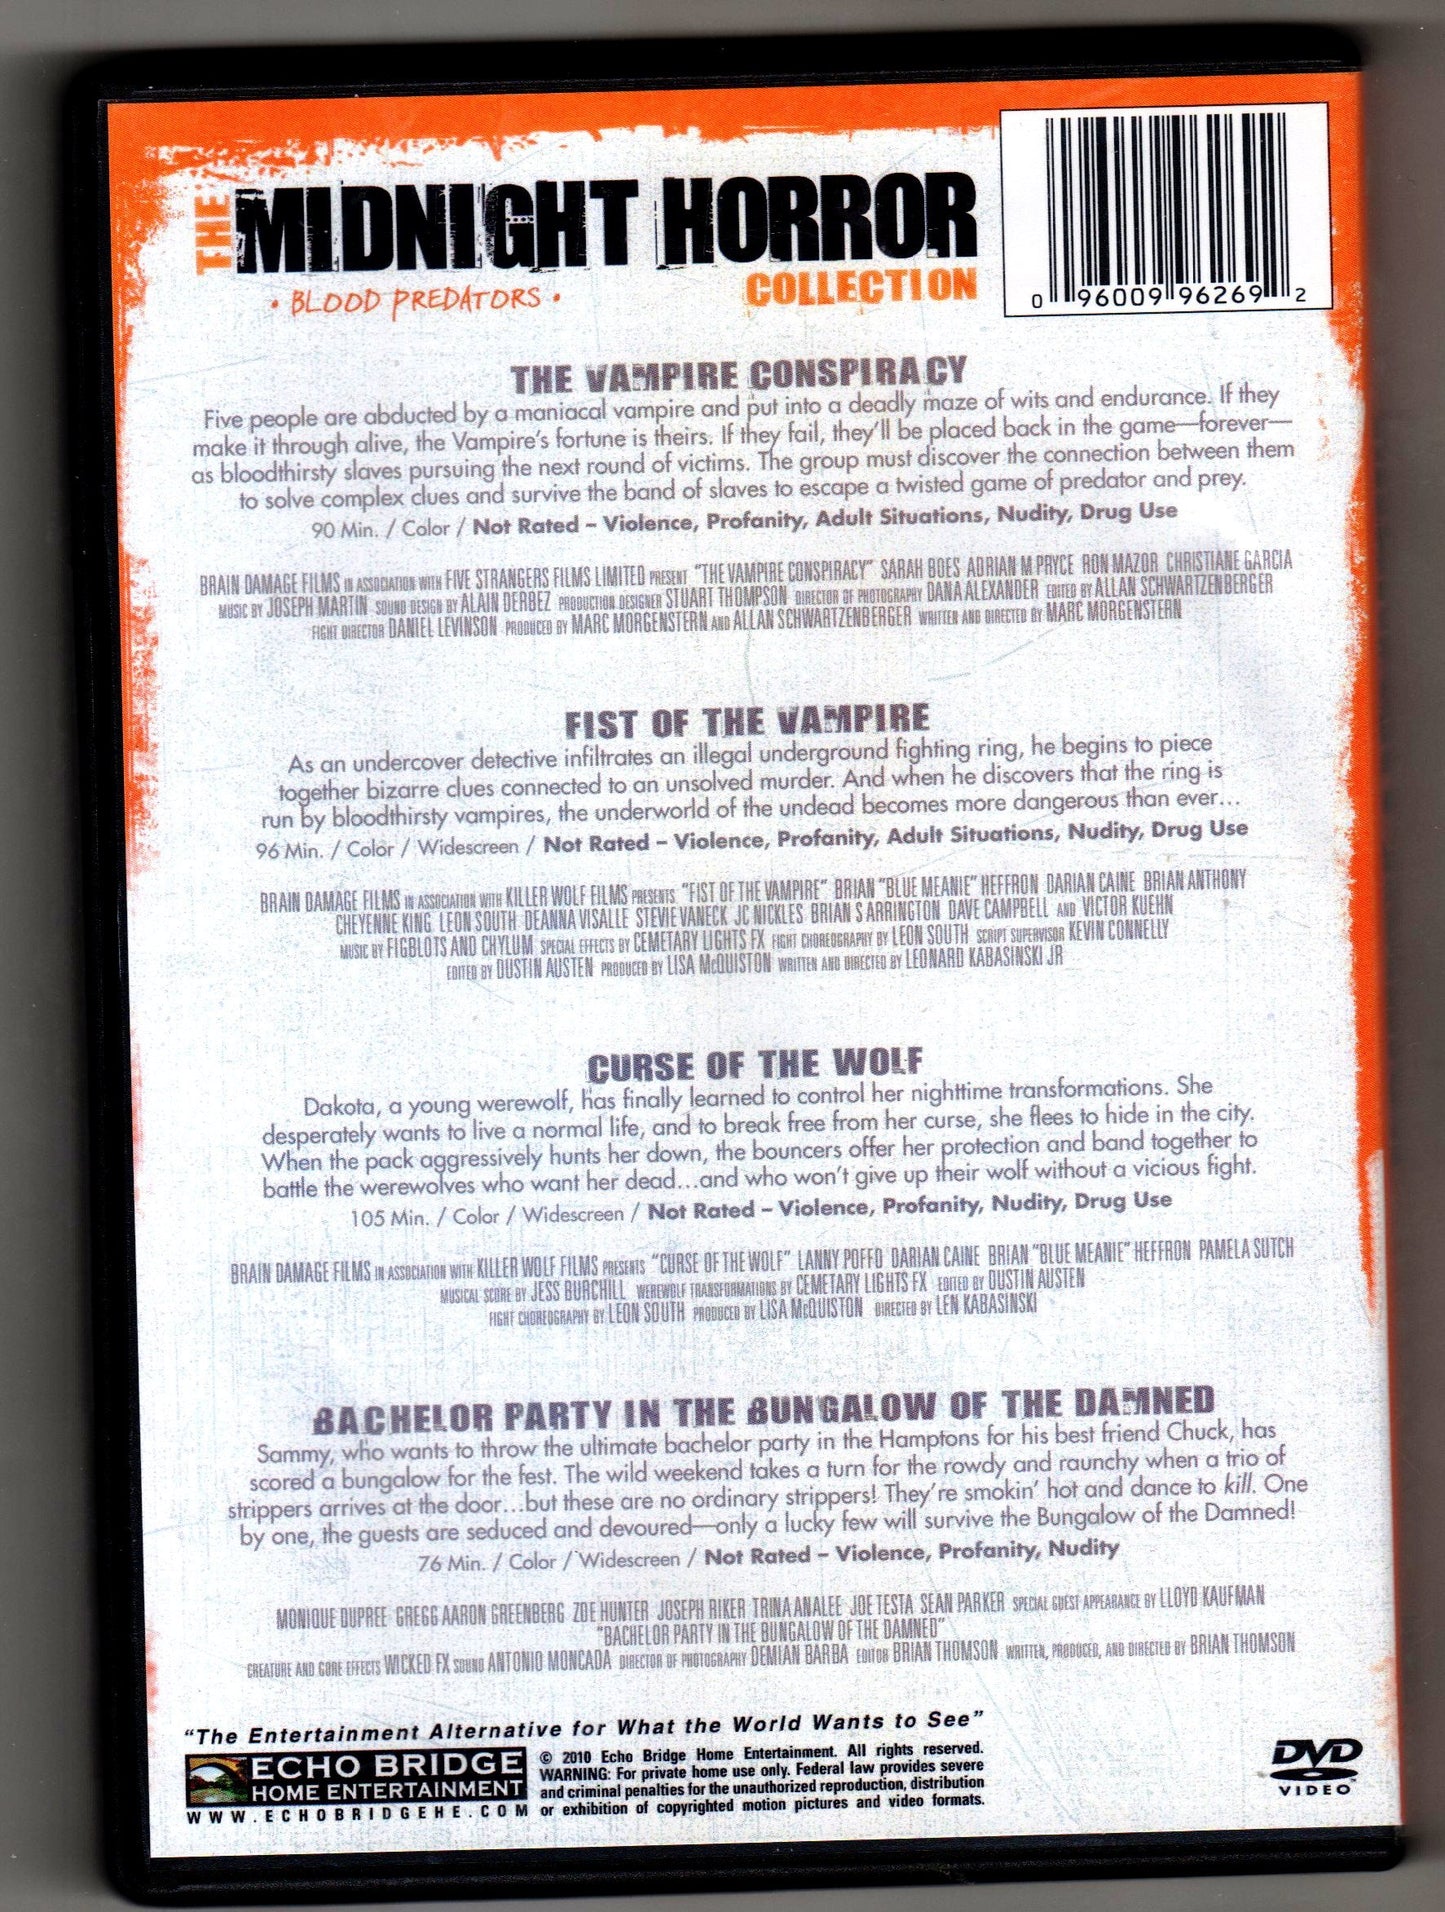 THE MIDNIGHT HORROR
• BLOOD PREDATORS • COLLECTION
0 96009 96269 2
THE VAMPIRE CONSPIRACY
Five people are abducted by a maniacal vampire and put into a deadly maze of wits and endurance. If they
make it through alive, the Vampire's fortune is theirs. If they fail, they'll be placed back in the game—forever—
as bloodthirsty slaves pursuing the next round of victims. The group must discover the connection between them
to solve complex clues and survive the band of slaves to escape a twisted game of predator and prey.
90 Min. / Color / Not Rated – Violence, Profanity, Adult Situations, Nudity, Drug Use
BRAIN DAMAGE FILMS IN ASSOCIATION WITH FIVE STRANGERS FILMS LIMITED PRESENT "THE VAMPIRE CONSPIRACY" SARAH BOES ADRIAN M PRYCE RON MAZOR CHRISTIANE GARCIA
MUSIC BY JOSEPH MARTIN SOUND DESIGN BY ALAIN DERBEZ PRODUCTION DESIGNER STUART THOMPSON DIRECTOR OF PHOTOGRAPHY DANA ALEXANDER EDITED BY ALLAN SCHWARTZENBERGER
FIGHT DIRECTOR DANIEL LEVINSON PRODUCED BY MARC MORGENSTERN AND ALLAN SCHWARTZENBERGER WRITTEN AND DIRECTED BY MARC MORGENSTERN
FIST OF THE VAMPIRE
As an undercover detective infiltrates an illegal underground fighting ring, he begins to piece
together bizarre clues connected to an unsolved murder. And when he discovers that the ring is
run by bloodthirsty vampires, the underworld of the undead becomes more dangerous than ever...
96 Min. / Color / Widescreen / Not Rated – Violence, Profanity, Adult Situations, Nudity, Drug Use
BRAIN DAMAGE FILMS IN ASSOCIATION WITH KILLER WOLF FILMS PRESENTS "FIST OF THE VAMPIRE" BRIAN "BLUE MEANIE" HEFFRON DARIAN CAINE BRIAN ANTHONY
CHEYENNE KING LEON SOUTH DEANNA VISALLE STEVIE VANECK JC NICKLES BRIAN S ARRINGTON DAVE CAMPBELL AND VICTOR KUEHN
MUSIC BY FIGBLOTS AND CHYLUM SPECIAL EFFECTS BY CEMETARY LIGHTS FX FIGHT CHOREOGRAPHY BY LEON SOUTH SCRIPT SUPERVISOR KEVIN CONNELLY
EDITED BY DUSTIN AUSTEN PRODUCED BY LISA McQUISTON WRITTEN AND DIRECTED BY LEONARD KABASINSKI JR
CURSE OF THE WOLF
Dakota, a young werewolf, has finally learned to control her nighttime transformations. She
desperately wants to live a normal life, and to break free from her curse, she flees to hide in the city.
When the pack aggressively hunts her down, the bouncers offer her protection and band together to
battle the werewolves who want her dead...and who won't give up their wolf without a vicious fight.
105 Min. / Color / Widescreen / Not Rated – Violence, Profanity, Nudity, Drug Use
BRAIN DAMAGE FILMS IN ASSOCIATION WITH KILLER WOLF FILMS PRESENTS "CURSE OF THE WOLF" LANNY POFFO DARIAN CAINE BRIAN "BLUE MEANIE" HEFFRON PAMELA SUTCH
MUSICAL SCORE BY JESS BURCHILL WEREWOLF TRANSFORMATIONS BY CEMETARY LIGHTS FX EDITED BY DUSTIN AUSTEN
FIGHT CHOREOGRAPHY BY LEON SOUTH PRODUCED BY LISA McQUISTON DIRECTED BY LEN KABASINSKI
BACHELOR PARTY IN THE BUNGALOW OF THE DAMNED
Sammy, who wants to throw the ultimate bachelor party in the Hamptons for his best friend Chuck, has
scored a bungalow for the fest. The wild weekend takes a turn for the rowdy and raunchy when a trio of
strippers arrives at the door...but these are no ordinary strippers! They're smokin' hot and dance to kill. One
by one, the guests are seduced and devoured—only a lucky few will survive the Bungalow of the Damned!
76 Min. / Color / Widescreen / Not Rated – Violence, Profanity, Nudity
MONIQUE DUPREE GREGG AARON GREENBERG ZOE HUNTER JOSEPH RIKER TRINA ANALEE JOE TESTA SEAN PARKER SPECIAL GUEST APPEARANCE BY LLOYD KAUFMAN
"BACHELOR PARTY IN THE BUNGALOW OF THE DAMNED"
CREATURE AND GORE EFFECTS WICKED FX SOUND ANTONIO MONCADA DIRECTOR OF PHOTOGRAPHY DEMIAN BARBA EDITOR BRIAN THOMSON WRITTEN, PRODUCED, AND DIRECTED BY BRIAN THOMSON
"The Entertainment Alternative for What the World Wants to See"
ECHO BRIDGE
HOME ENTERTAINMENT
WWW.ECHOBRIDGEHE.COM
© 2010 Echo Bridge Home Entertainment. All rights reserved.
WARNING: For private home use only. Federal law provides severe
and criminal penalties for the unauthorized reproduction, distribution
or exhibition of copyrighted motion pictures and video formats.
DVD
VIDEO™